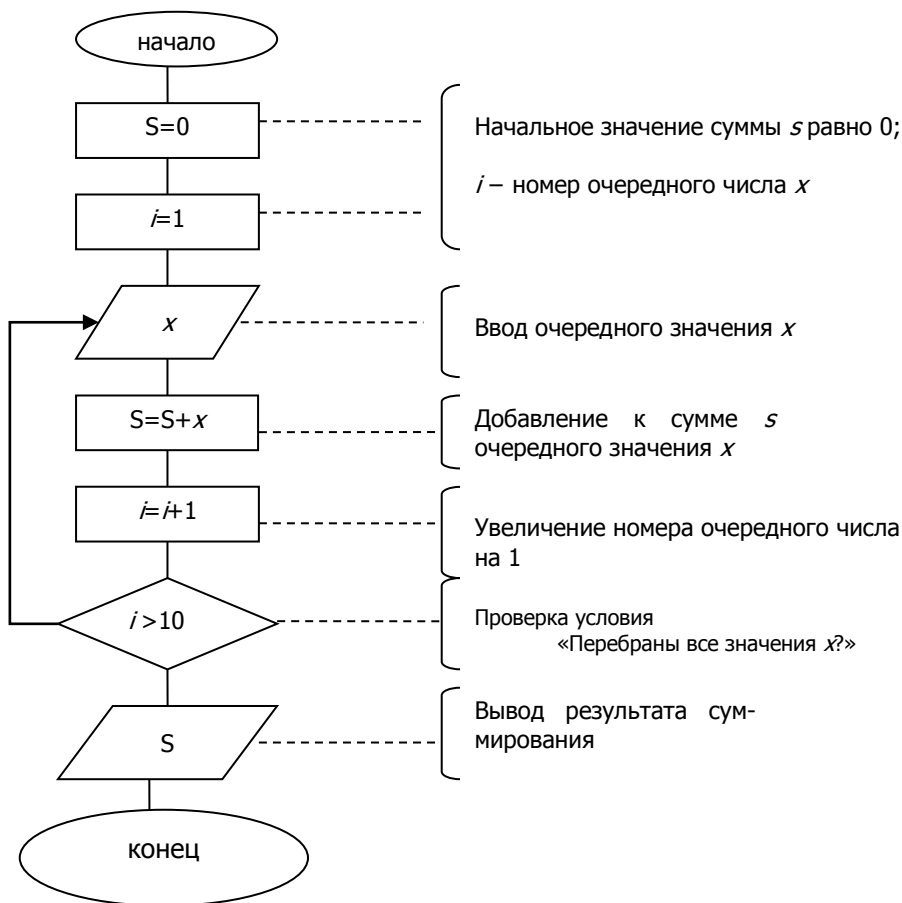 начало
S=0
Начальное значение суммы s равно 0;
i=1
i – номер очередного числа x
x
Ввод очередного значения x
S=S+x
Добавление к сумме s
очередного значения x
i=i+1
Увеличение номера очередного числа
на 1
i >10
Проверка условия
«Перебраны все значения x?»
S
Вывод результата сум-
мирования
конец